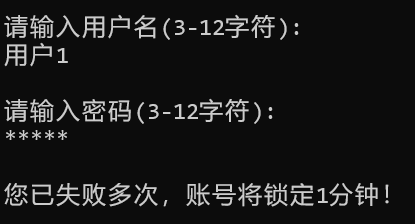 请输入用户名(3-12字符):
用户1
请输入密码(3-12字符):
*****
您已失败多次，账号将锁定1分钟!